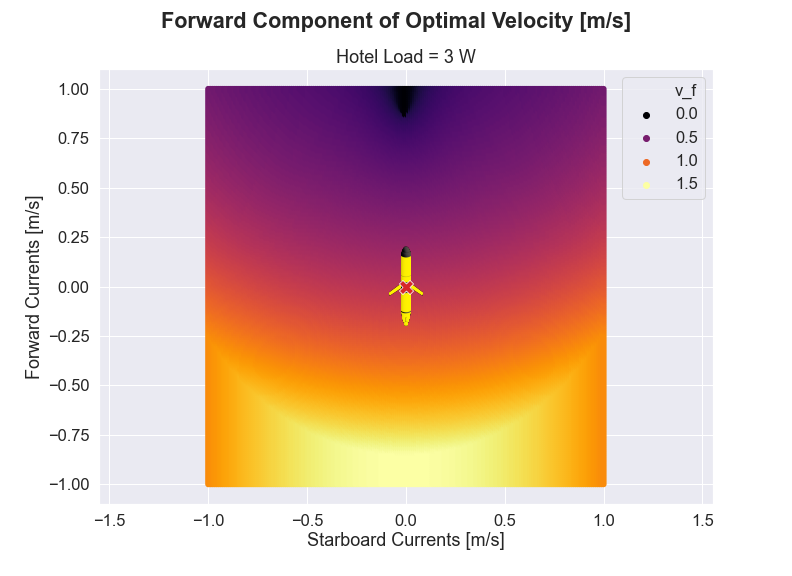 Forward Component of Optimal Velocity [m/s]
Hotel Load = 3 W
v_f
0.0
0.5
1.0
1.5
Forward Currents [m/s]
1.00
0.75
0.50
0.25
0.00
−0.25
−0.50
−0.75
−1.00
−1.5 −1.0 −0.5 0.0 0.5 1.0 1.5
Starboard Currents [m/s]